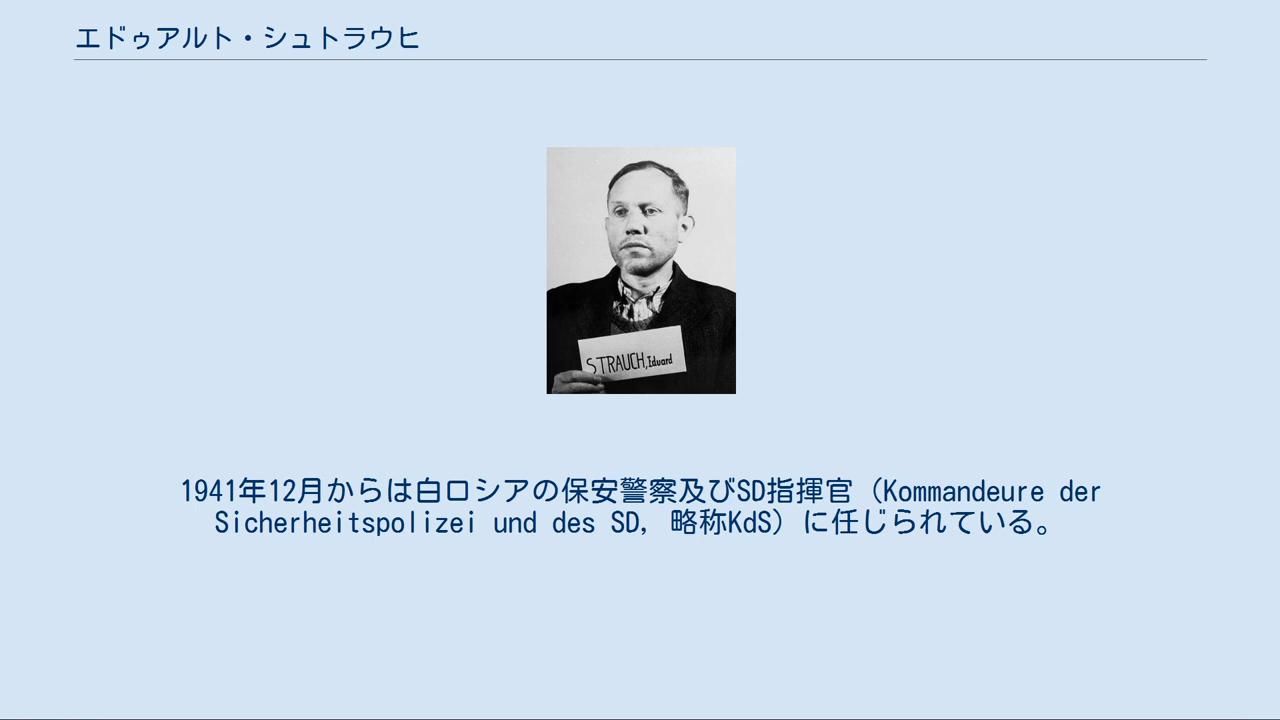 エドゥアルト・シュトラウヒ
STRAUCH, Eduard
1941年12月からは白ロシアの保安警察及びSD指揮官（Kommandeure der
Sicherheitspolizei und des SD, 略称KdS）に任じられている。